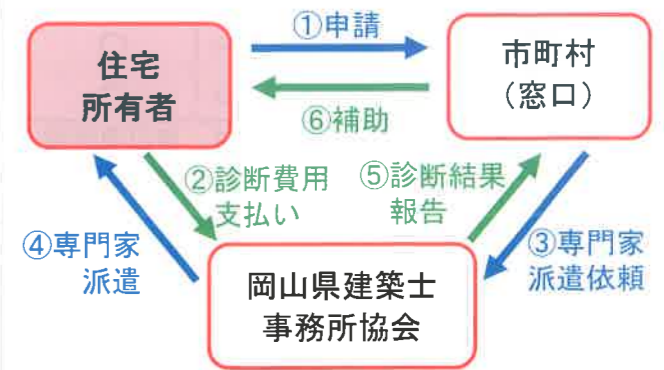 ①申請
住宅
所有者
市町村
（窓口）
⑥補助
②診断費用
支払い
⑤診断結果
報告
④専門家
派遣
③専門家
派遣依頼
岡山県建築士
事務所協会